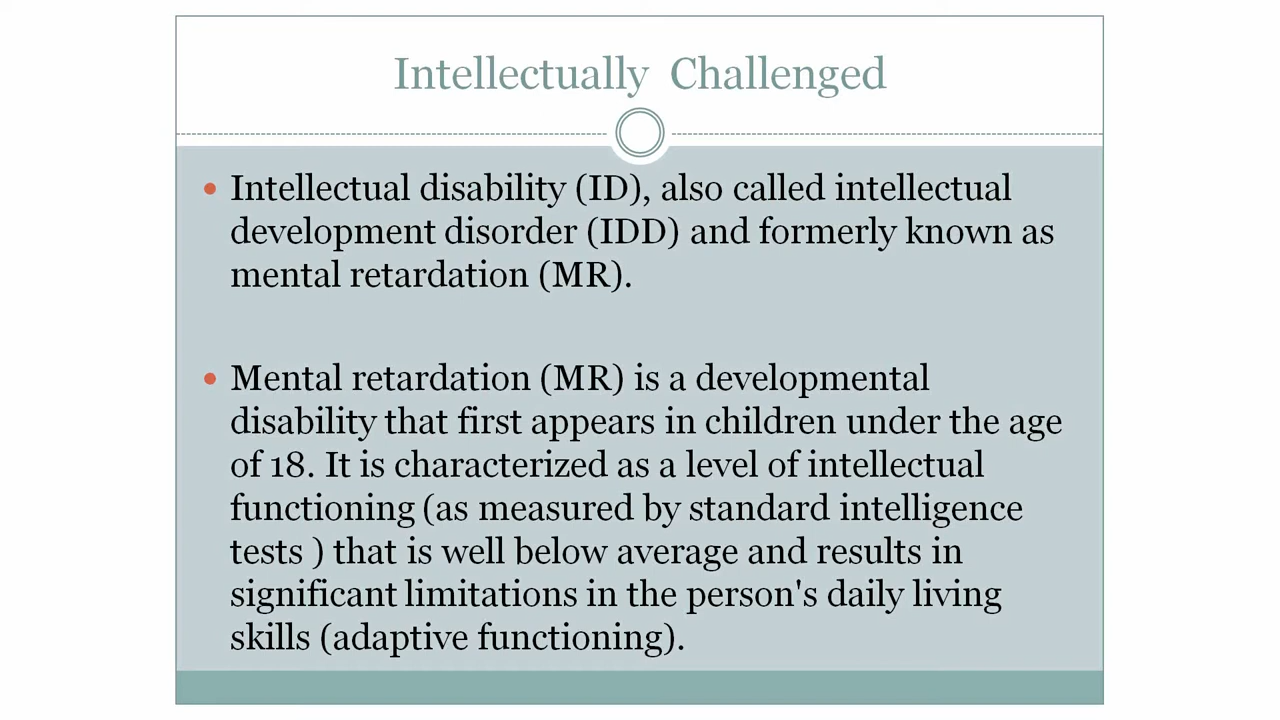 Intellectually Challenged
• Intellectual disability (ID), also called intellectual
development disorder (IDD) and formerly known as
mental retardation (MR).
• Mental retardation (MR) is a developmental
disability that first appears in children under the age
of 18. It is characterized as a level of intellectual
functioning (as measured by standard intelligence
tests ) that is well below average and results in
significant limitations in the person's daily living
skills (adaptive functioning).